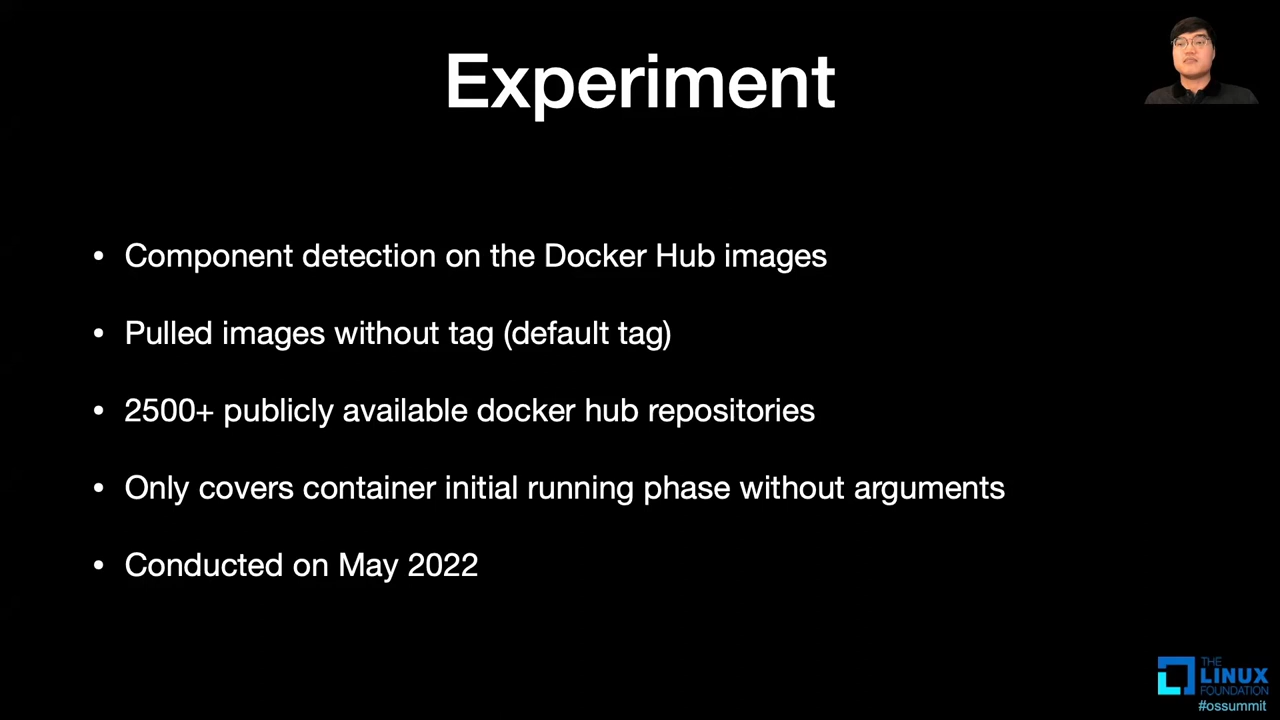 Experiment
• Component detection on the Docker Hub images
• Pulled images without tag (default tag)
• 2500+ publicly available docker hub repositories
• Only covers container initial running phase without arguments
• Conducted on May 2022
THE
LINUX
FOUNDATION
#ossummit